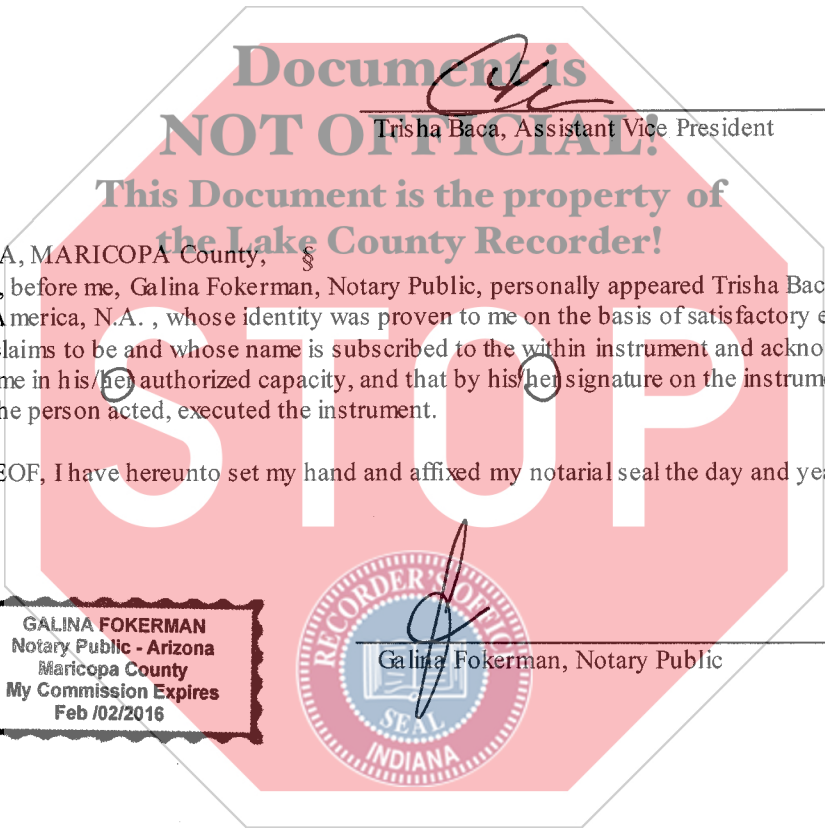 Document is
NOT OFFICIAL!
Trisha Baca, Assistant Vice President
This Document is the property of
the Lake County Recorder!
A, MARICOPA County, §
, before me, Galina Fokerman, Notary Public, personally appeared Trisha Bac
America, N.A. , whose identity was proven to me on the basis of satisfactory e
claims to be and whose name is subscribed to the within instrument and ackno
me in his/her authorized capacity, and that by his/her signature on the instrum
he person acted, executed the instrument.
EOF, I have hereunto set my hand and affixed my notarial seal the day and yea
STOP
GALINA FOKERMAN
Notary Public - Arizona
Maricopa County
My Commission Expires
Feb /02/2016
RECORDER'S OFFICE
SEAL
INDIANA
Galina Fokerman, Notary Public